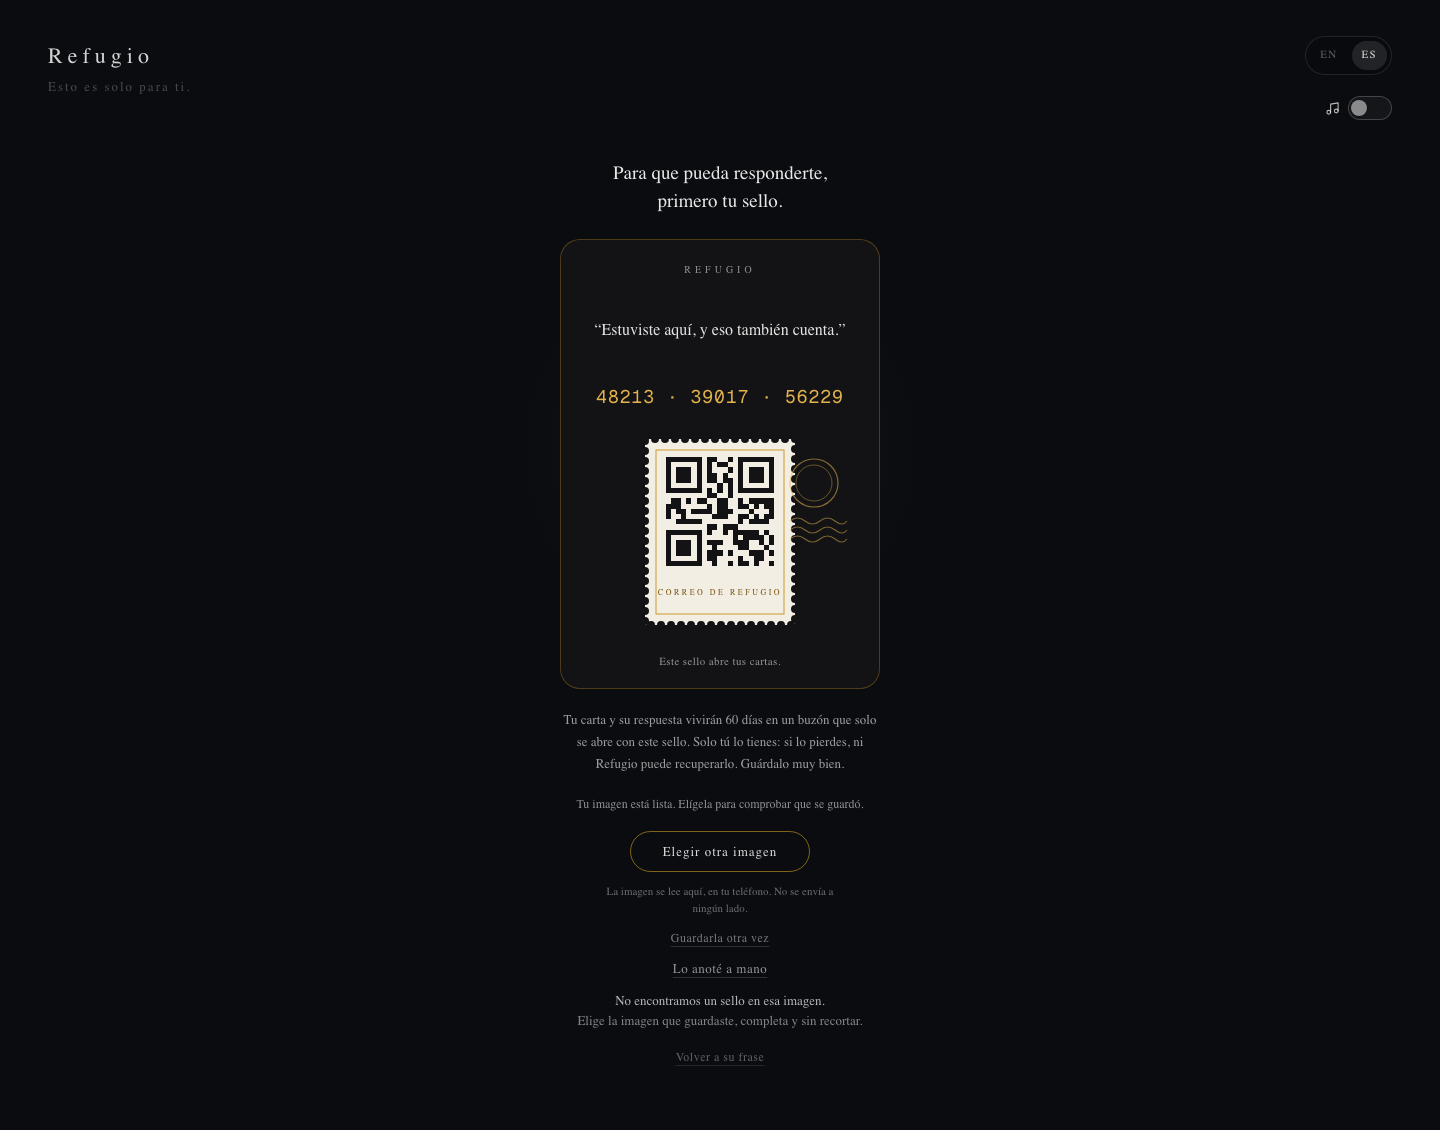 Refugio
Esto es solo para ti.
EN ES
Para que pueda responderte,
primero tu sello.
REFUGIO
“Estuviste aquí, y eso también cuenta.”
48213 · 39017 · 56229
CORREO DE REFUGIO
Este sello abre tus cartas.
Tu carta y su respuesta vivirán 60 días en un buzón que solo
se abre con este sello. Solo tú lo tienes: si lo pierdes, ni
Refugio puede recuperarlo. Guárdalo muy bien.
Tu imagen está lista. Elígela para comprobar que se guardó.
Elegir otra imagen
La imagen se lee aquí, en tu teléfono. No se envía a
ningún lado.
Guardarla otra vez
Lo anoté a mano
No encontramos un sello en esa imagen.
Elige la imagen que guardaste, completa y sin recortar.
Volver a su frase